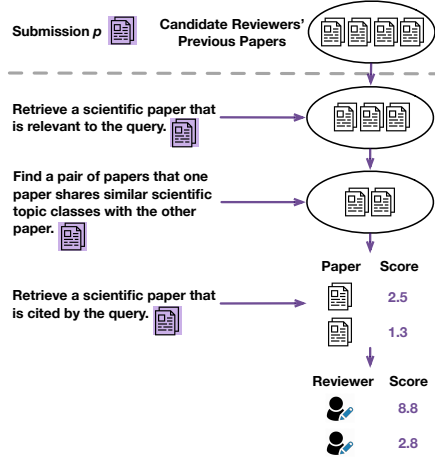 Submission p
Candidate Reviewers'
Previous Papers
Retrieve a scientific paper that
is relevant to the query.
Find a pair of papers that one
paper shares similar scientific
topic classes with the other
paper.
Paper Score
Retrieve a scientific paper that
is cited by the query.
2.5
1.3
Reviewer Score
8.8
2.8